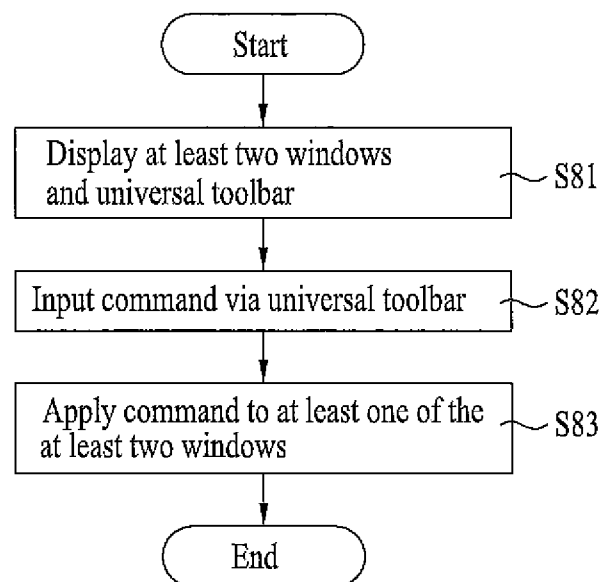 Start
Display at least two windows
and universal toolbar
S81
Input command via universal toolbar
S82
Apply command to at least one of the
at least two windows
S83
End